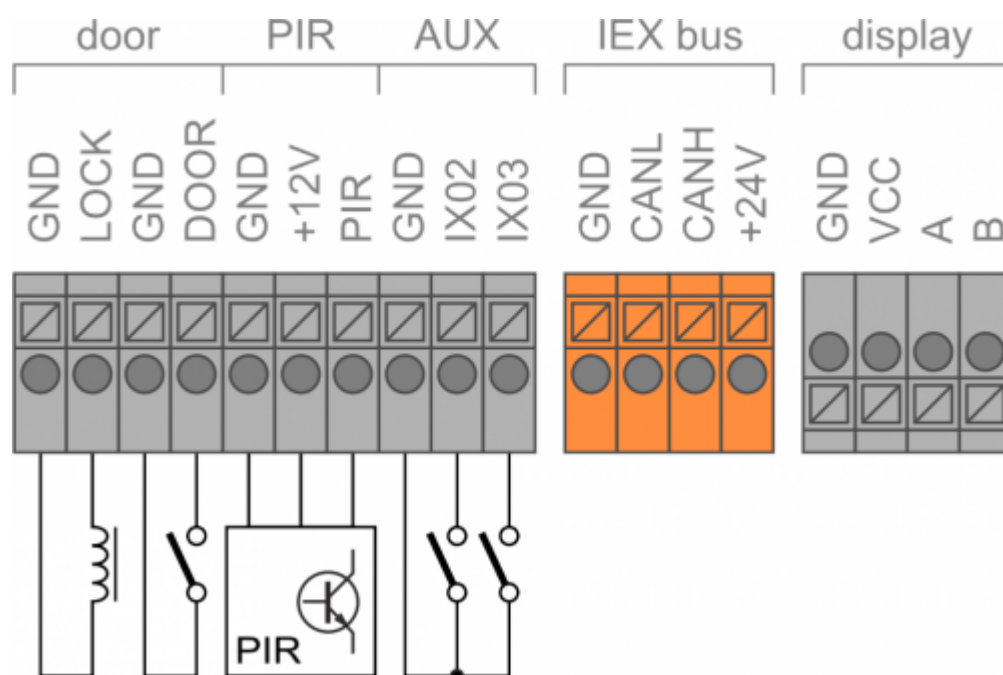 door PIR AUX IEX bus display
GND LOCK GND DOOR GND +12V PIR GND IX02 IX03 GND CANL CANH +24V GND VCC A B
PIR